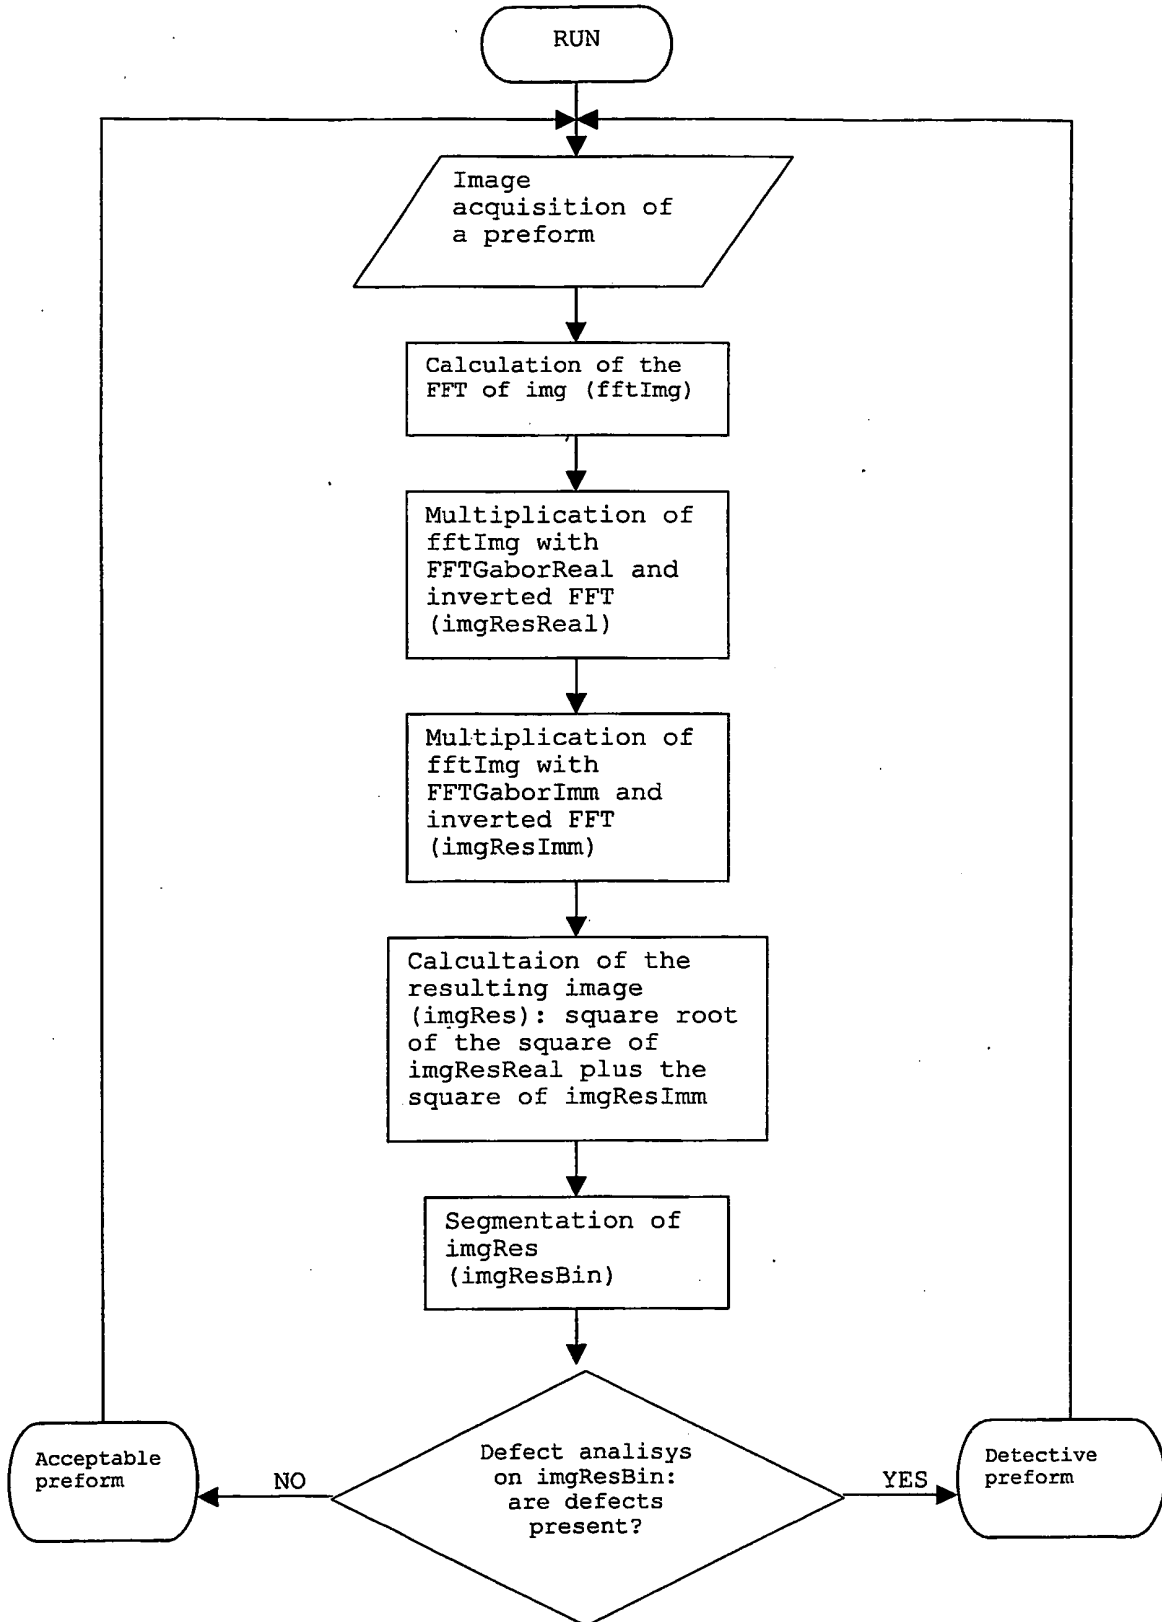 RUN
Image
acquisition of
a preform
Calculation of the
FFT of img (fftImg)
Multiplication of
fftImg with
FFTGaborReal and
inverted FFT
(imgResReal)
Multiplication of
fftImg with
FFTGaborImm and
inverted FFT
(imgResImm)
Calcultaion of the
resulting image
(imgRes): square root
of the square of
imgResReal plus the
square of imgResImm
Segmentation of
imgRes
(imgResBin)
Acceptable
preform
NO
Defect analisys
on imgResBin:
are defects
present?
YES
Detective
preform